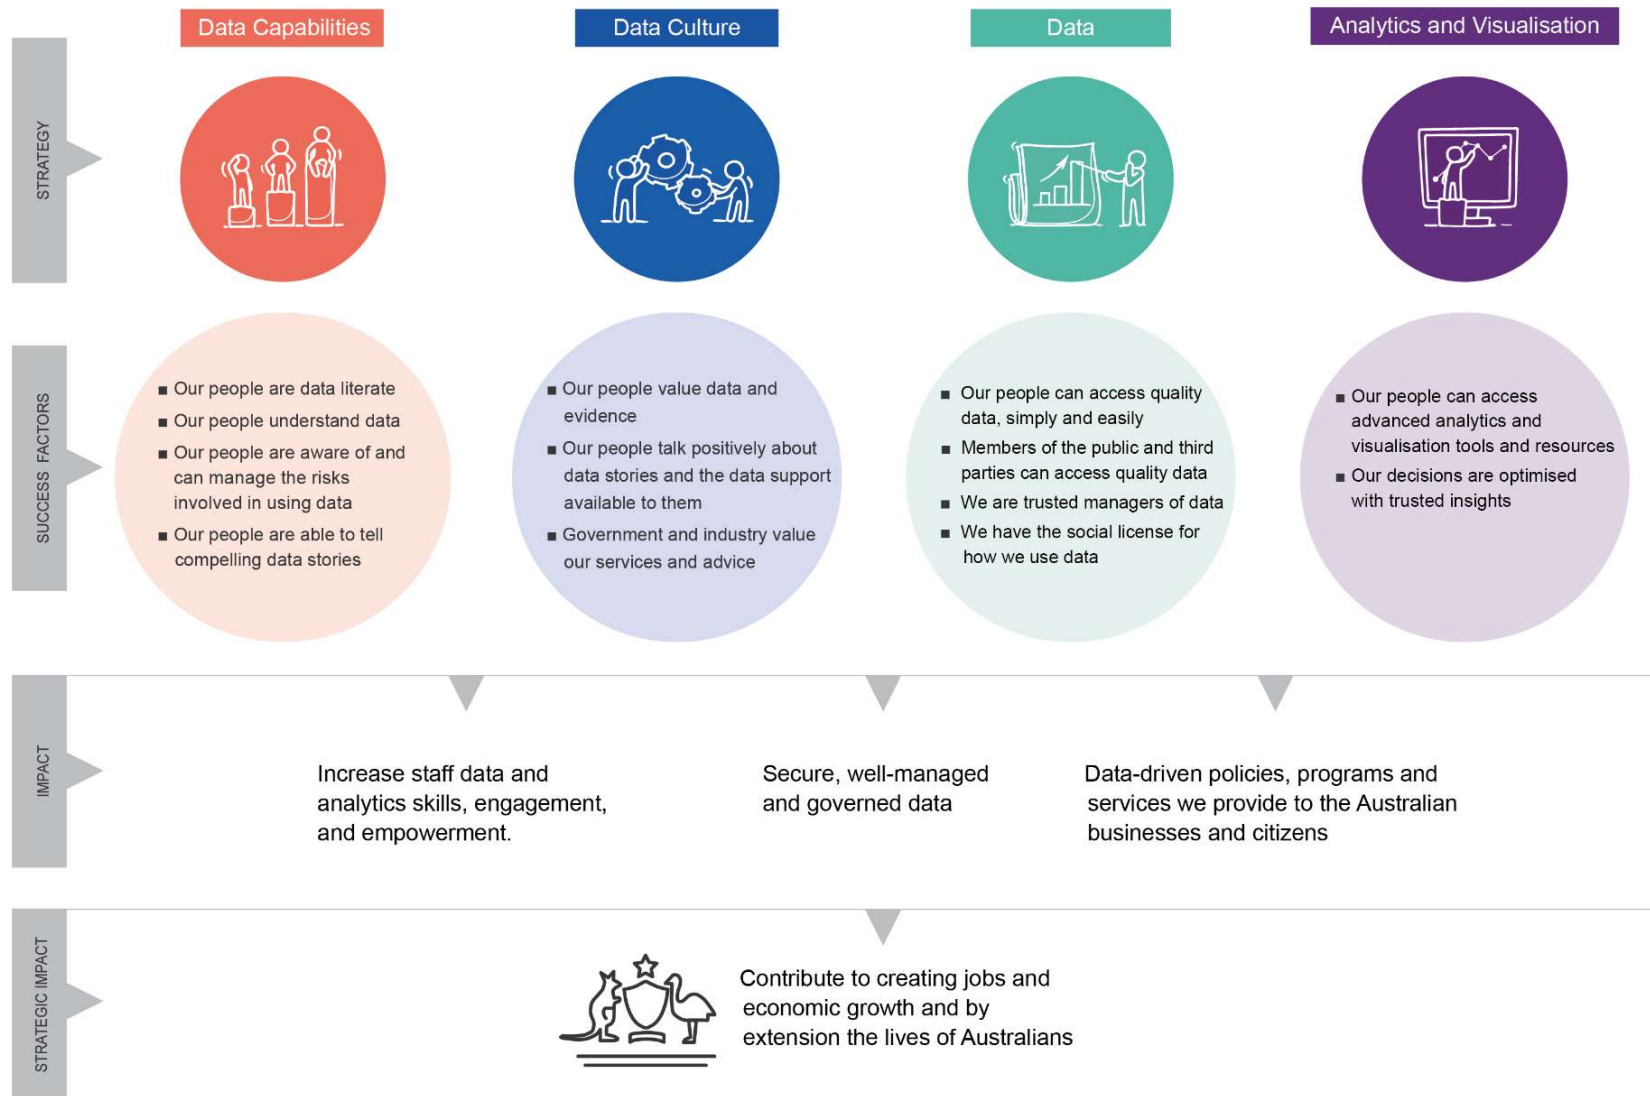 Data Capabilities
Data Culture
Data
Analytics and Visualisation
STRATEGY
SUCCESS FACTORS
■ Our people are data literate
■ Our people understand data
■ Our people are aware of and
can manage the risks
involved in using data
■ Our people are able to tell
compelling data stories
■ Our people value data and
evidence
■ Our people talk positively about
data stories and the data support
available to them
■ Government and industry value
our services and advice
■ Our people can access quality
data, simply and easily
■ Members of the public and third
parties can access quality data
■ We are trusted managers of data
■ We have the social license for
how we use data
■ Our people can access
advanced analytics and
visualisation tools and resources
■ Our decisions are optimised
with trusted insights
IMPACT
Increase staff data and
analytics skills, engagement,
and empowerment.
Secure, well-managed
and governed data
Data-driven policies, programs and
services we provide to the Australian
businesses and citizens
STRATEGIC IMPACT
Contribute to creating jobs and
economic growth and by
extension the lives of Australians